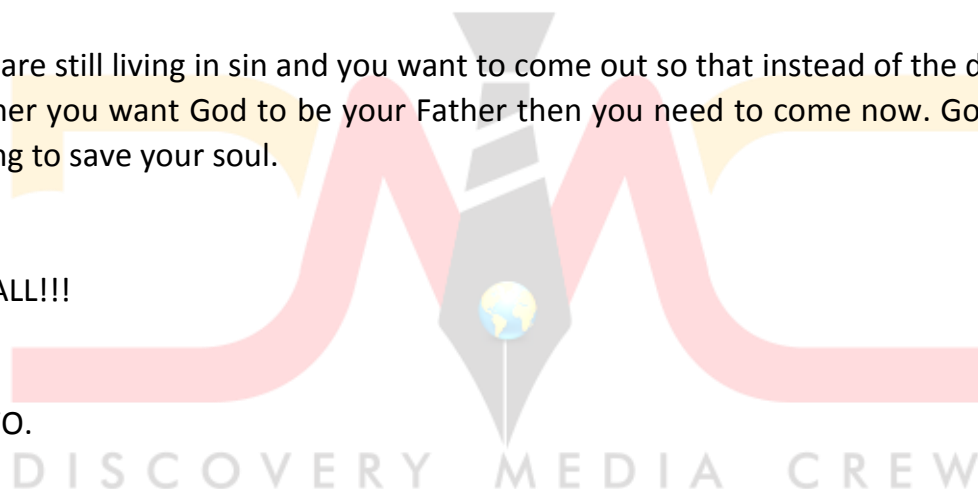 are still living in sin and you want to come out so that instead of the d
her you want God to be your Father then you need to come now. Go
ng to save your soul.
ALL!!!
O.
DISCOVERY MEDIA CREW